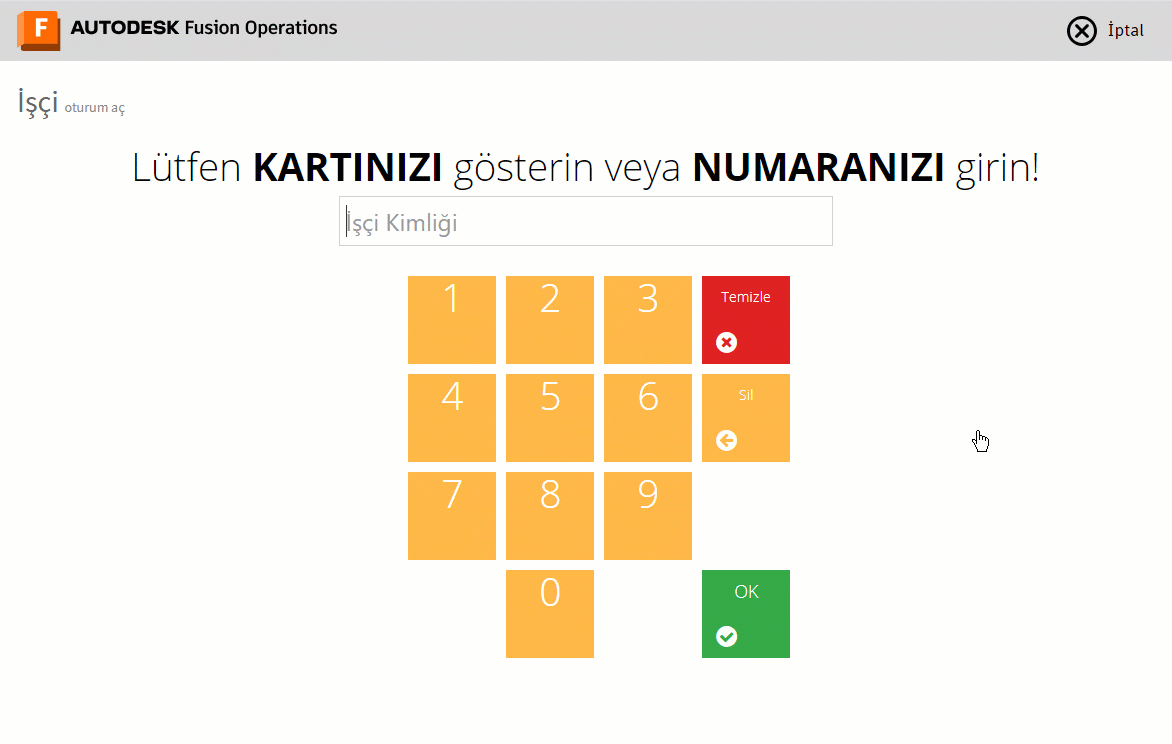 F AUTODESK Fusion Operations İptal
İşçi oturum aç
Lütfen KARTINIZI gösterin veya NUMARANIZI girin!
İşçi Kimliği
1 2 3 Temizle
4 5 6 Sil
7 8 9
0 OK